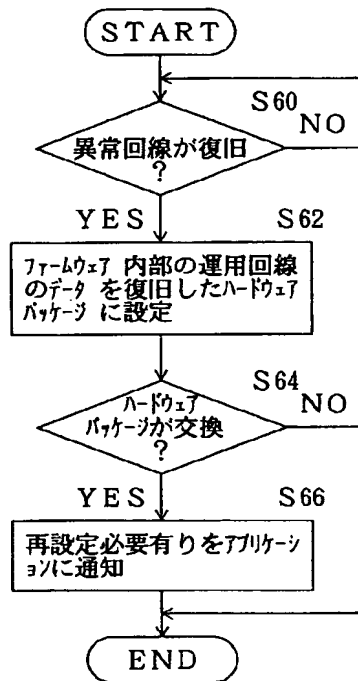 START
S60
NO
異常回線が復旧
?
YES
S62
ファームウェア 内部の運用回線
のデータ を復旧したハードウェア
パッケージ に設定
S64
NO
ハードウェア
パッケージが交換
?
YES
S66
再設定必要有りをアプリケーシ
ョンに通知
END